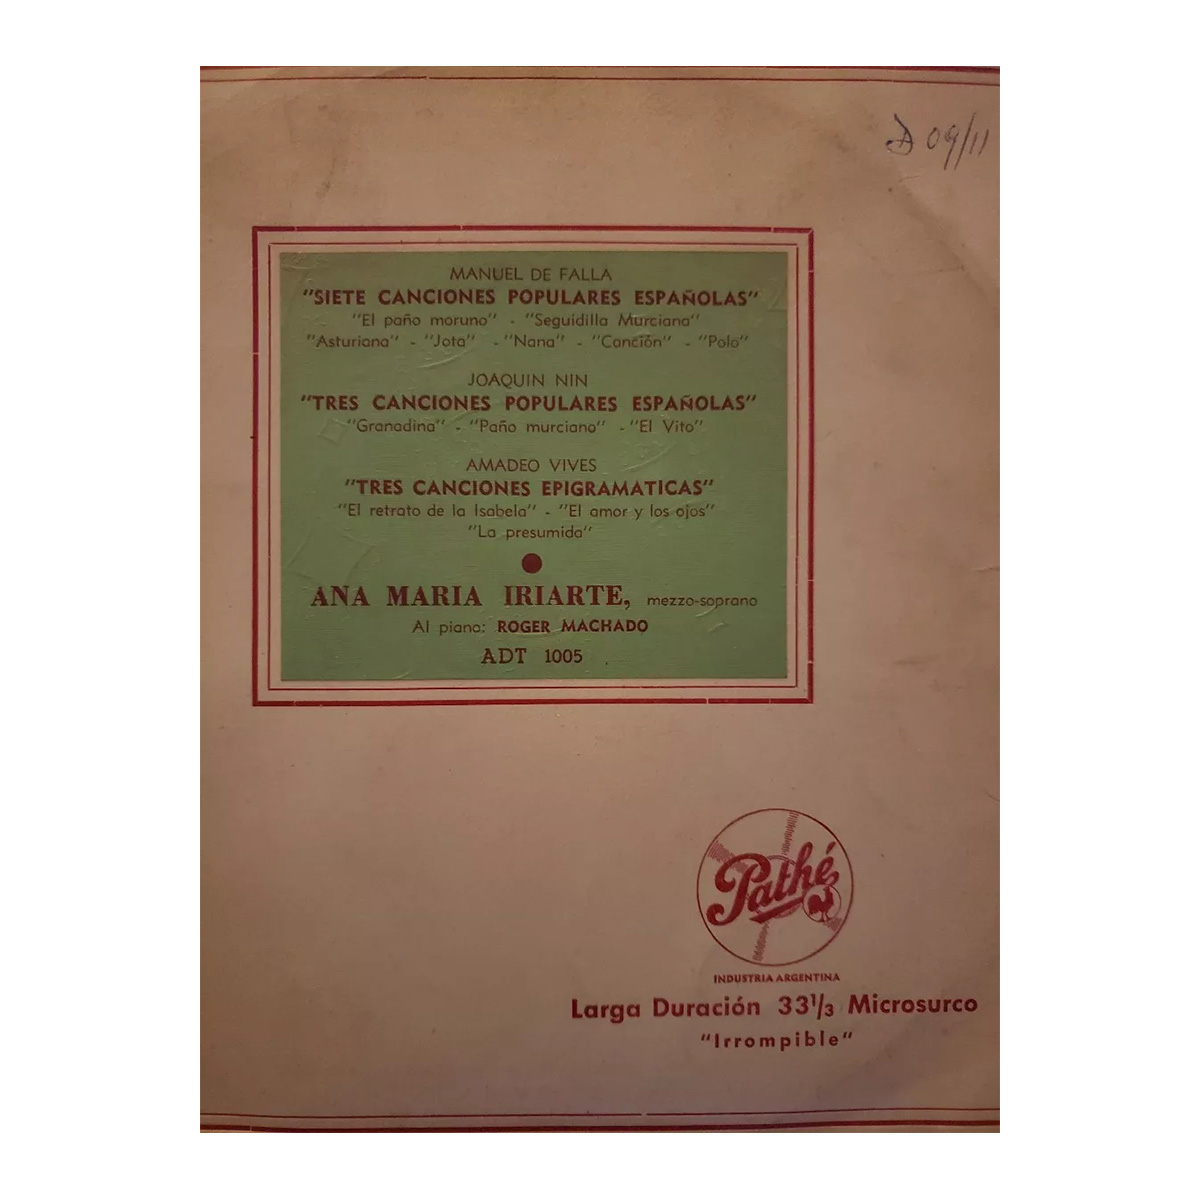 D 09/11
MANUEL DE FALLA
"SIETE CANCIONES POPULARES ESPAÑOLAS"
"El paño moruno" - "Seguidilla Murciana"
"Asturiana" - "Jota" - "Nana" - "Canción" - "Polo"
JOAQUIN NIN
"TRES CANCIONES POPULARES ESPAÑOLAS"
"Granadina" - "Paño murciano" - "El Vito"
AMADEO VIVES
"TRES CANCIONES EPIGRAMATICAS"
"El retrato de la Isabela" - "El amor y los ojos"
"La presumida"
ANA MARIA IRIARTE, mezzo-soprano
Al piano: ROGER MACHADO
ADT 1005
Pathé
INDUSTRIA ARGENTINA
Larga Duración 33 1/3 Microsurco
"Irrompible"